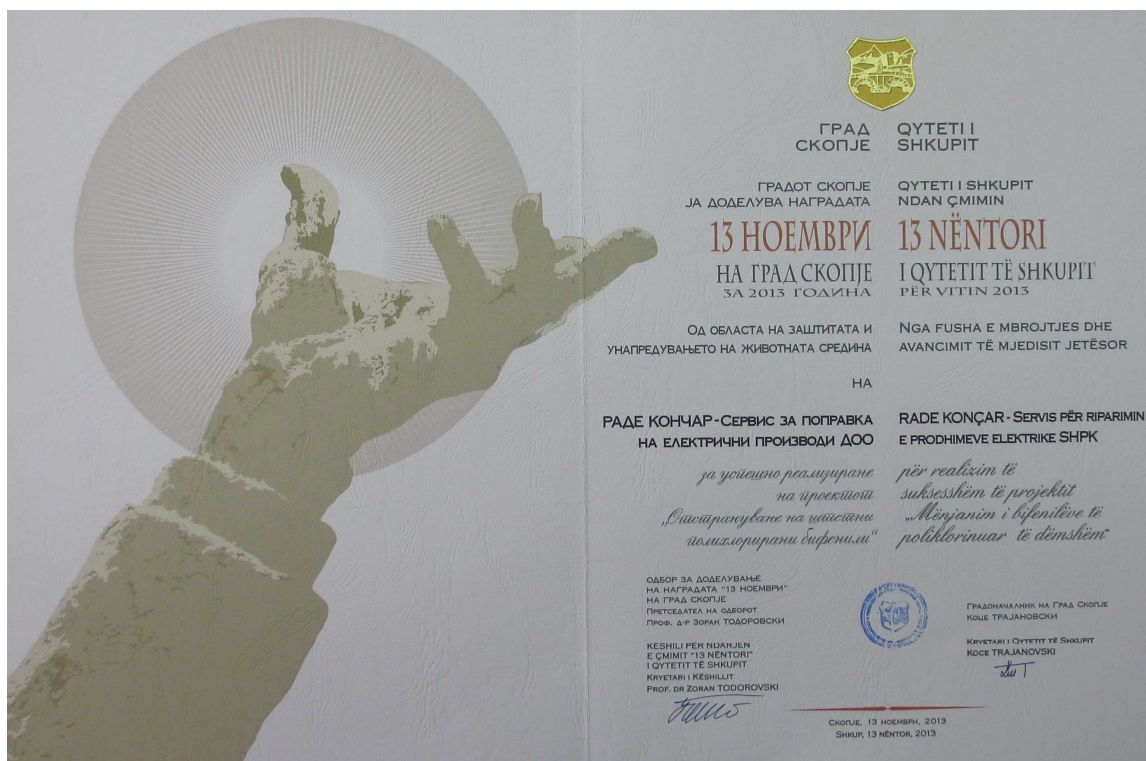 ГРАД
СКОПЈЕ
QYTETI I
SHKUPIT
ГРАДОТ СКОПЈЕ
ЈА ДОДЕЛУВА НАГРАДАТА
13 НОЕМВРИ
НА ГРАД СКОПЈЕ
ЗА 2013 ГОДИНА
QYTETI I SHKUPIT
NDAN ÇMIMIN
13 NËNTORI
I QYTETIT TË SHKUPIT
PËR VITIN 2013
ОД ОБЛАСТА НА ЗАШТИТАТА И
УНАПРЕДУВАЊЕТО НА ЖИВОТНАТА СРЕДИНА
NGA FUSHA E MBROJTJES DHE
AVANCIMIT TË MJEDISIT JETËSOR
НА
РАДЕ КОНЧАР-СЕРВИС ЗА ПОПРАВКА
НА ЕЛЕКТРИЧНИ ПРОИЗВОДИ ДОО
RADE KONÇAR - SERVIS PËR RIPARIMIN
E PRODHIMEVE ELEKTRIKE SHPK
за успешно реализирање
на проектот
„Отстранување на штетни
полихлорирани бифенили“
për realizim të
suksesshëm të projektit
„Mënjanim i bifenilëve të
poliklorinuar të dëmshëm“
ОДБОР ЗА ДОДЕЛУВАЊЕ
НА НАГРАДАТА "13 НОЕМВРИ"
НА ГРАД СКОПЈЕ
ПРЕТСЕДАТЕЛ НА ОДБОРОТ
ПРОФ. Д-Р ЗОРАН ТОДОРОВСКИ
KËSHILI PËR NDARJEN
E ÇMIMIT "13 NËNTORI"
I QYTETIT TË SHKUPIT
KRYETARI I KËSHILLIT
PROF. DR ZORAN TODOROVSKI
ГРАДОНАЧАЛНИК НА ГРАД СКОПЈЕ
КОЦЕ ТРАЈАНОВСКИ
KRYETARI I QYTETIT TË SHKUPIT
KOCE TRAJANOVSKI
СКОПЈЕ, 13 НОЕМВРИ, 2013
SHKUP, 13 NËNTOR, 2013